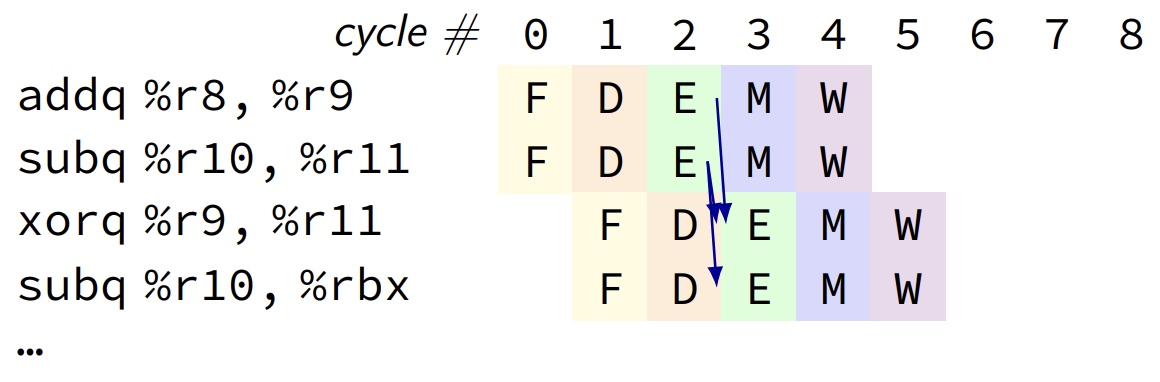 cycle # 0 1 2 3 4 5 6 7 8
addq %r8, %r9 F D E M W
subq %r10, %r11 F D E M W
xorq %r9, %r11 F D E M W
subq %r10, %rbx F D E M W
…